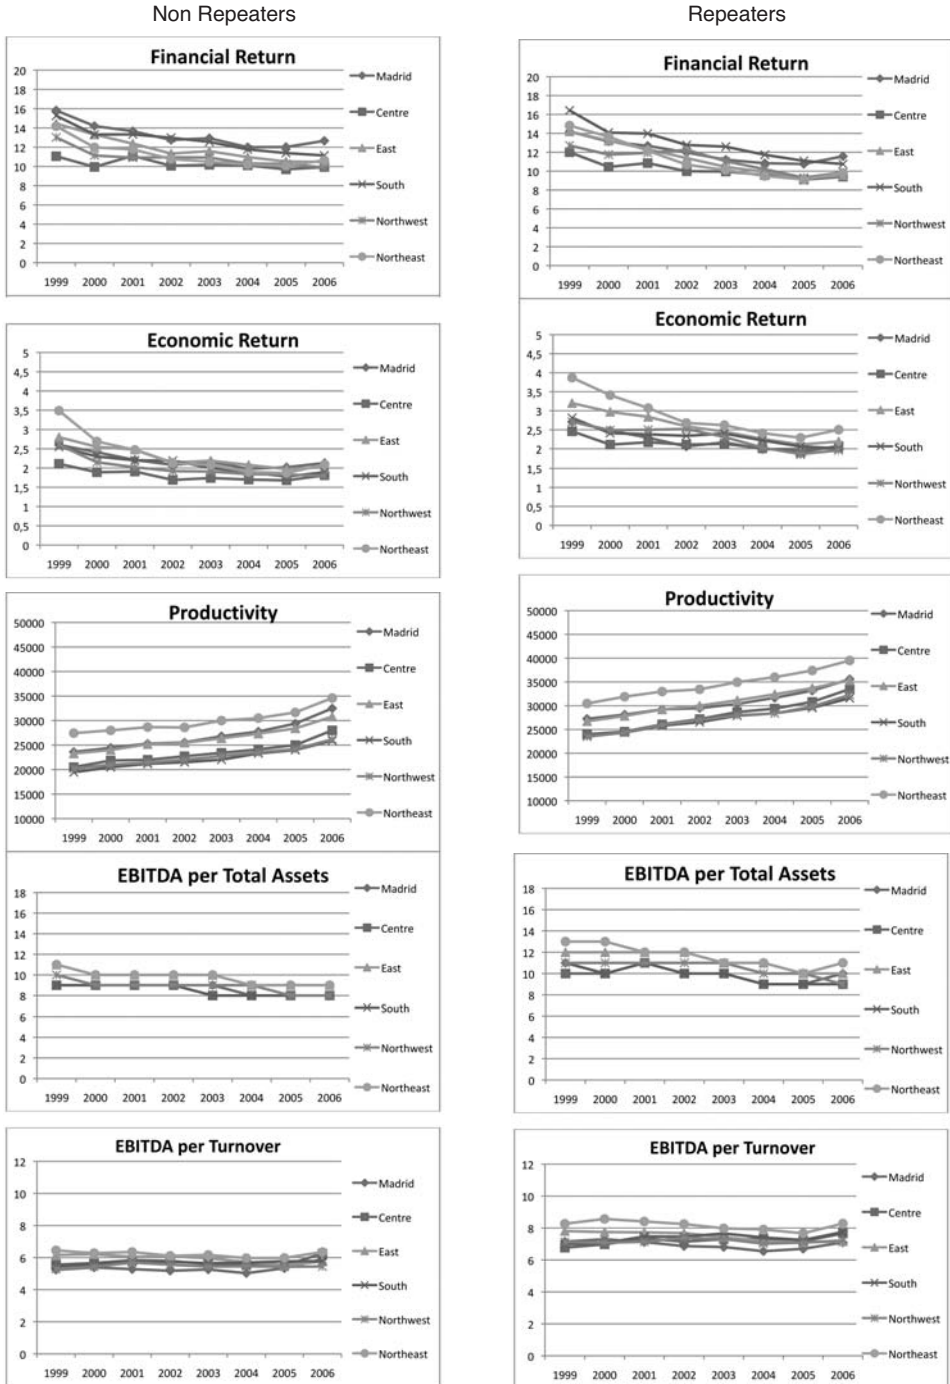 Non Repeaters
Repeaters
Financial Return
20
18
16
14
12
10
8
6
4
2
0
1999 2000 2001 2002 2003 2004 2005 2006
Madrid
Centre
East
South
Northwest
Northeast
Financial Return
20
18
16
14
12
10
8
6
4
2
0
1999 2000 2001 2002 2003 2004 2005 2006
Madrid
Centre
East
South
Northwest
Northeast
Economic Return
5
4,5
4
3,5
3
2,5
2
1,5
1
0,5
0
1999 2000 2001 2002 2003 2004 2005 2006
Madrid
Centre
East
South
Northwest
Northeast
Economic Return
5
4,5
4
3,5
3
2,5
2
1,5
1
0,5
0
1999 2000 2001 2002 2003 2004 2005 2006
Madrid
Centre
East
South
Northwest
Northeast
Productivity
50000
45000
40000
35000
30000
25000
20000
15000
10000
1999 2000 2001 2002 2003 2004 2005 2006
Madrid
Centre
East
South
Northwest
Northeast
Productivity
50000
45000
40000
35000
30000
25000
20000
15000
10000
1999 2000 2001 2002 2003 2004 2005 2006
Madrid
Centre
East
South
Northwest
Northeast
EBITDA per Total Assets
18
16
14
12
10
8
6
4
2
0
1999 2000 2001 2002 2003 2004 2005 2006
Madrid
Centre
East
South
Northwest
Northeast
EBITDA per Total Assets
18
16
14
12
10
8
6
4
2
0
1999 2000 2001 2002 2003 2004 2005 2006
Madrid
Centre
East
South
Northwest
Northeast
EBITDA per Turnover
12
10
8
6
4
2
0
1999 2000 2001 2002 2003 2004 2005 2006
Madrid
Centre
East
South
Northwest
Northeast
EBITDA per Turnover
12
10
8
6
4
2
0
1999 2000 2001 2002 2003 2004 2005 2006
Madrid
Centre
East
South
Northwest
Northeast